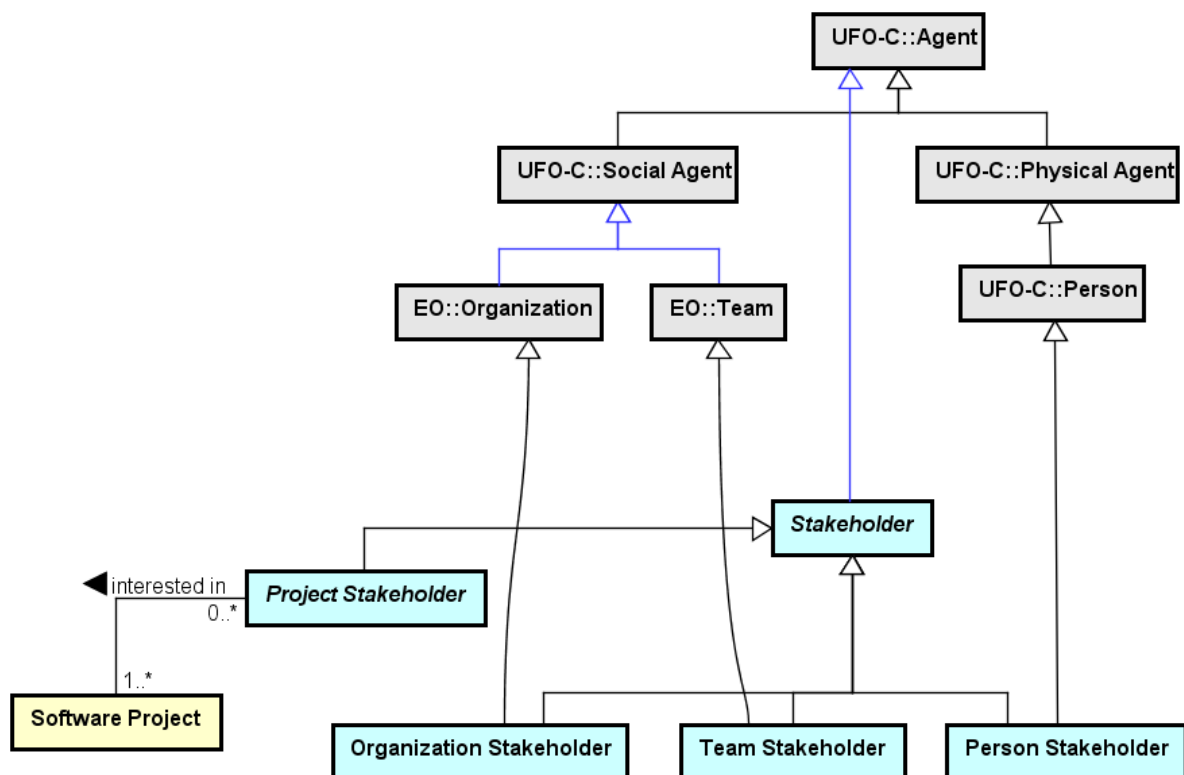 UFO-C::Agent
UFO-C::Social Agent
UFO-C::Physical Agent
EO::Organization
EO::Team
UFO-C::Person
Stakeholder
interested in
Project Stakeholder
0..*
1..*
Software Project
Organization Stakeholder
Team Stakeholder
Person Stakeholder